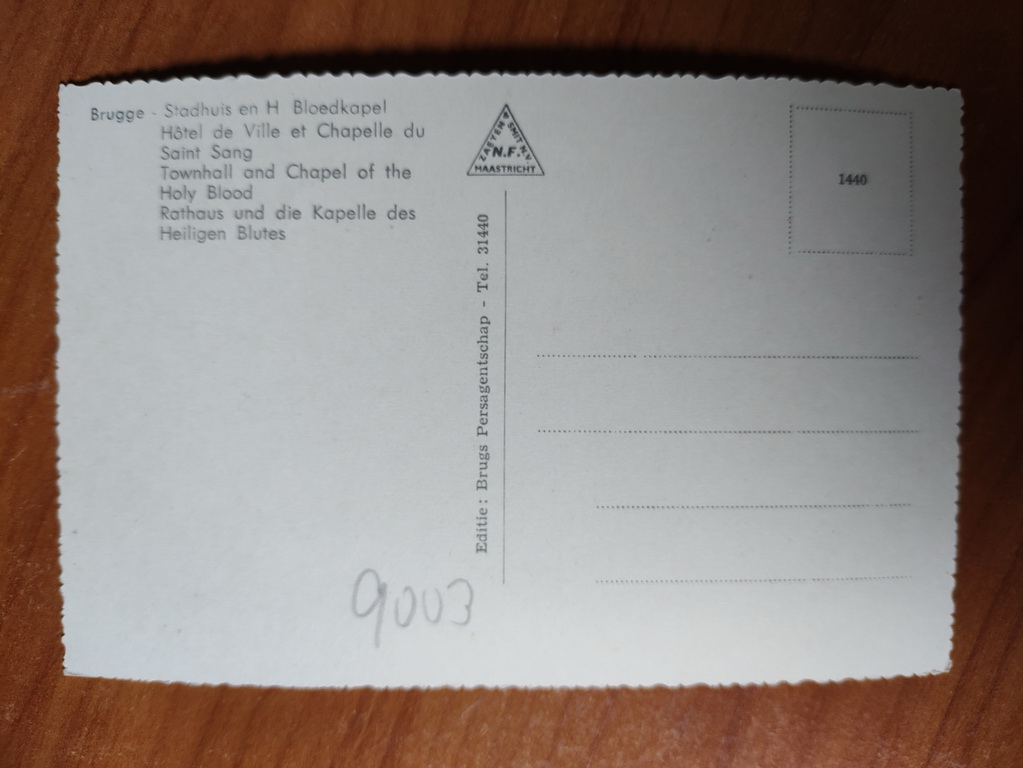 Brugge - Stadhuis en H Bloedkapel
Hôtel de Ville et Chapelle du
Saint Sang
Townhall and Chapel of the
Holy Blood
Rathaus und die Kapelle des
Heiligen Blutes
ZAETEN & SMIT N.V.
N.F.
MAASTRICHT
1440
Editie: Brugs Persagentschap - Tel. 31440
9003